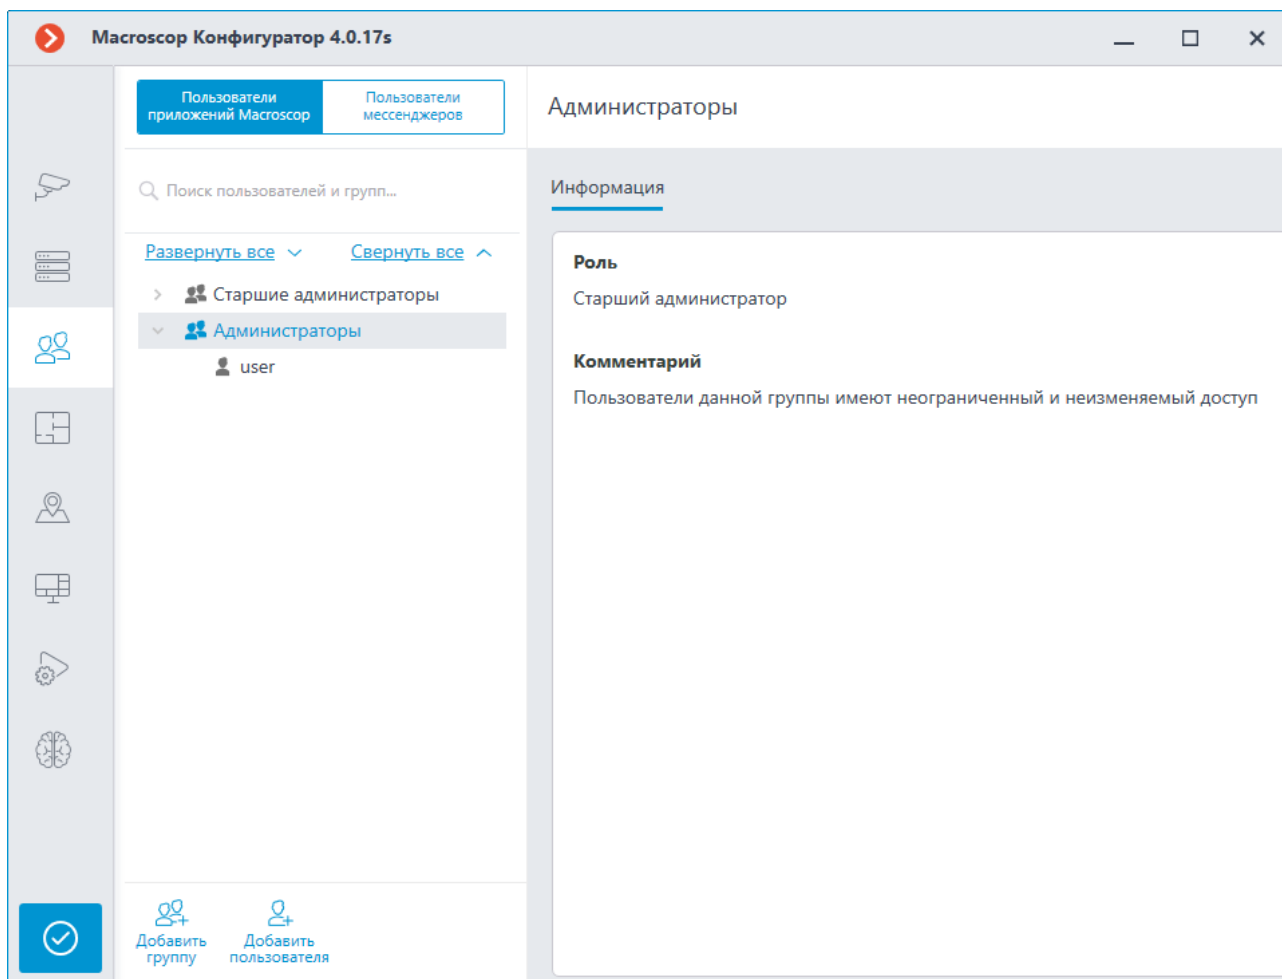 Macroscop Конфигуратор 4.0.17s
Пользователи
приложений Macroscop
Пользователи
мессенджеров
Поиск пользователей и групп...
Развернуть все
Свернуть все
Старшие администраторы
Администраторы
user
Добавить
группу
Добавить
пользователя
Администраторы
Информация
Роль
Старший администратор
Комментарий
Пользователи данной группы имеют неограниченный и неизменяемый доступ